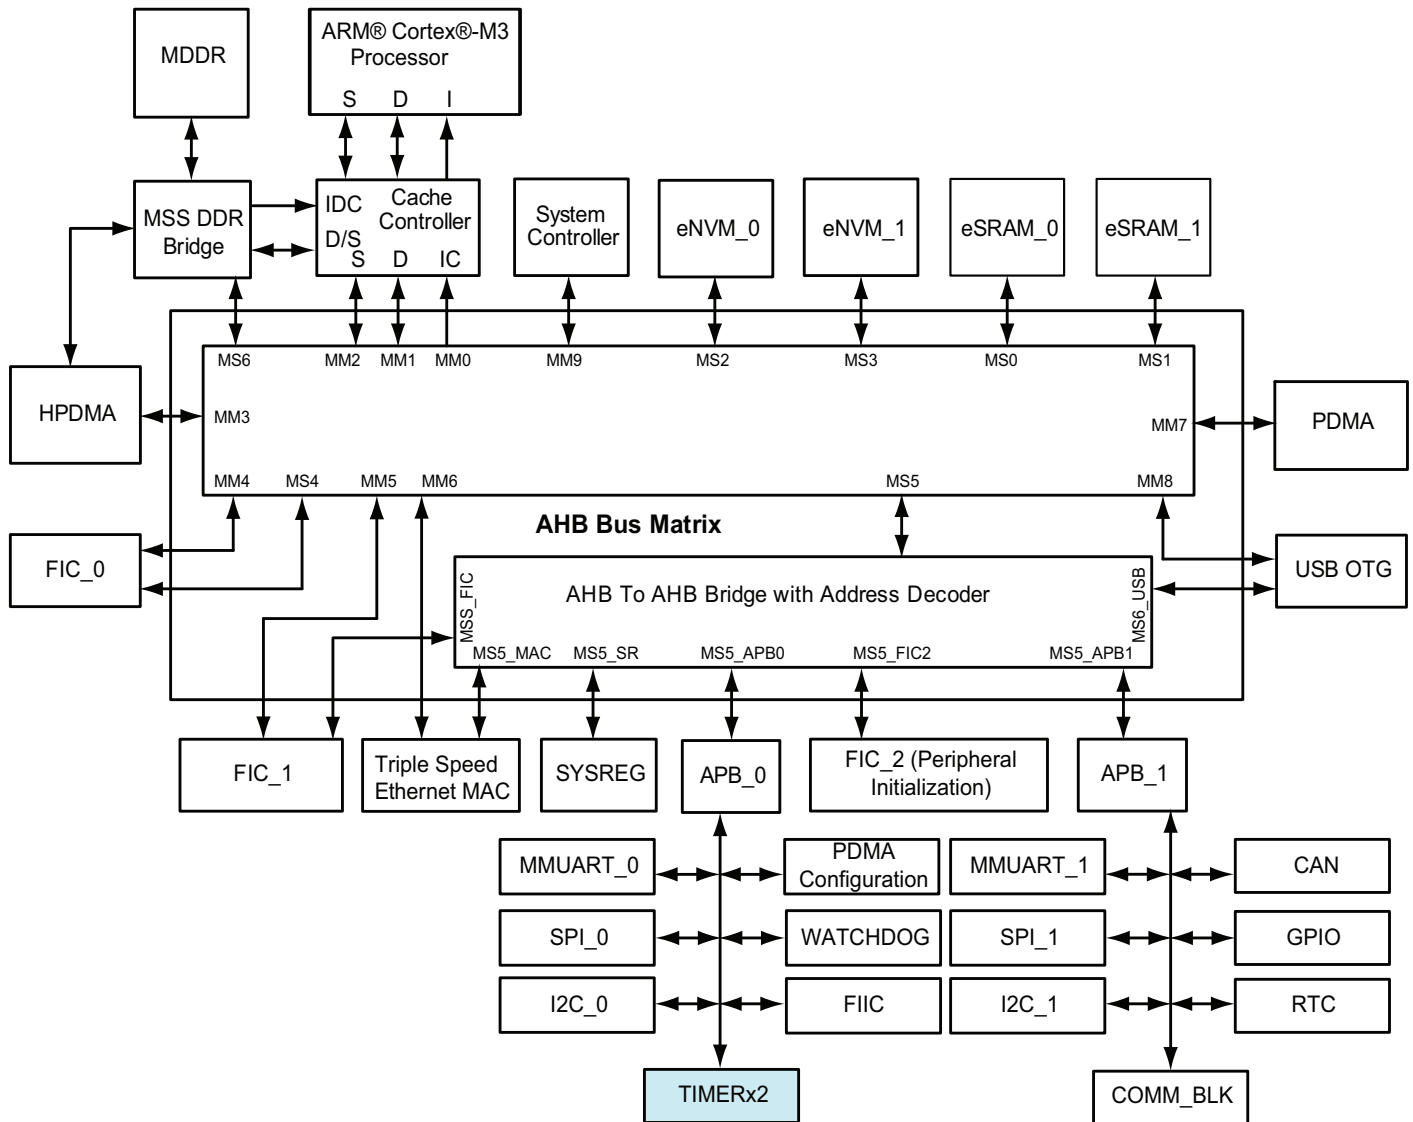 MDDR
ARM® Cortex®-M3
Processor
S D I
MSS DDR
Bridge
IDC Cache
Controller
D/S
S D IC
System
Controller
eNVM_0
eNVM_1
eSRAM_0
eSRAM_1
MS6 MM2 MM1 MM0 MM9 MS2 MS3 MS0 MS1
HPDMA
MM3
MM7
PDMA
MM4 MS4 MM5 MM6 MS5 MM8
AHB Bus Matrix
FIC_0
USB OTG
MSS_FIC
AHB To AHB Bridge with Address Decoder
MS6_USB
MS5_MAC MS5_SR MS5_APB0 MS5_FIC2 MS5_APB1
FIC_1
Triple Speed
Ethernet MAC
SYSREG
APB_0
FIC_2 (Peripheral
Initialization)
APB_1
MMUART_0
PDMA
Configuration
MMUART_1
CAN
SPI_0
WATCHDOG
SPI_1
GPIO
I2C_0
FIIC
I2C_1
RTC
TIMERx2
COMM_BLK